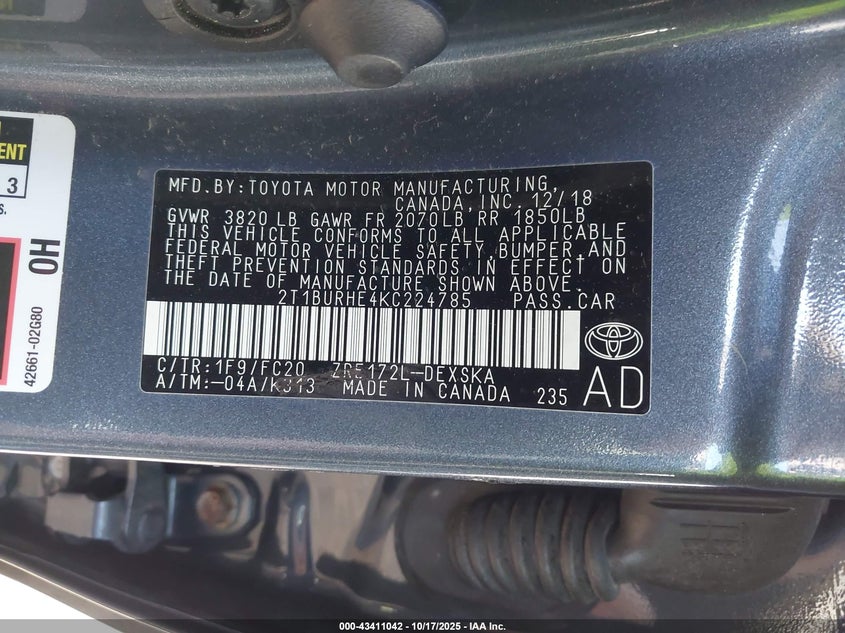 ENT
3
S.
OH
42661-02G80
MFD.BY:TOYOTA MOTOR MANUFACTURING,
CANADA,INC. 12/18
GVWR 3820 LB GAWR FR 2070LB,RR 1850LB
THIS VEHICLE CONFORMS TO ALL APPLICABLE
FEDERAL MOTOR VEHICLE SAFETY,BUMPER,AND
THEFT PREVENTION STANDARDS IN EFFECT ON
THE DATE OF MANUFACTURE SHOWN ABOVE.
2T1BURHE4KC224785 PASS.CAR
C/TR:1F9/FC20 ZRE172L-DEXSKA
A/TM:-04A/K313 MADE IN CANADA 235
AD
000-43411042 | 10/17/2025 | IAA Inc.